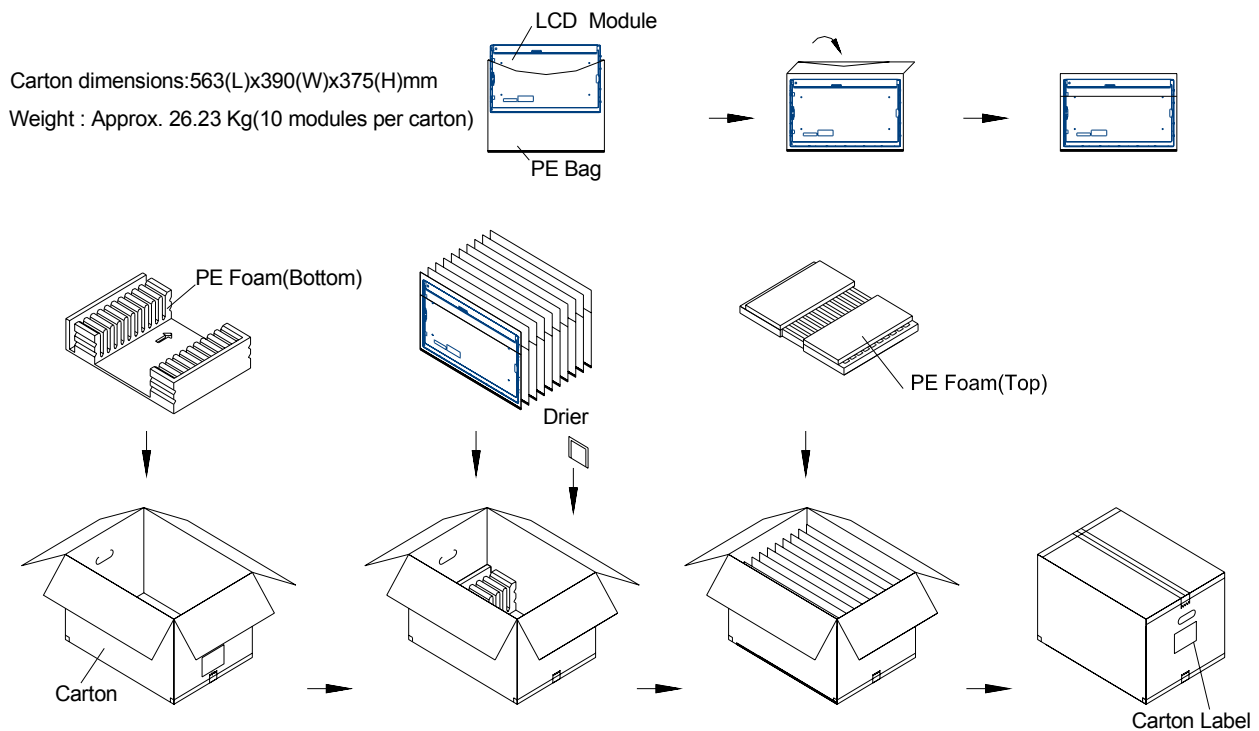 LCD Module
Carton dimensions:563(L)x390(W)x375(H)mm
Weight : Approx. 26.23 Kg(10 modules per carton)
PE Bag
PE Foam(Bottom)
PE Foam(Top)
Drier
Carton
Carton Label